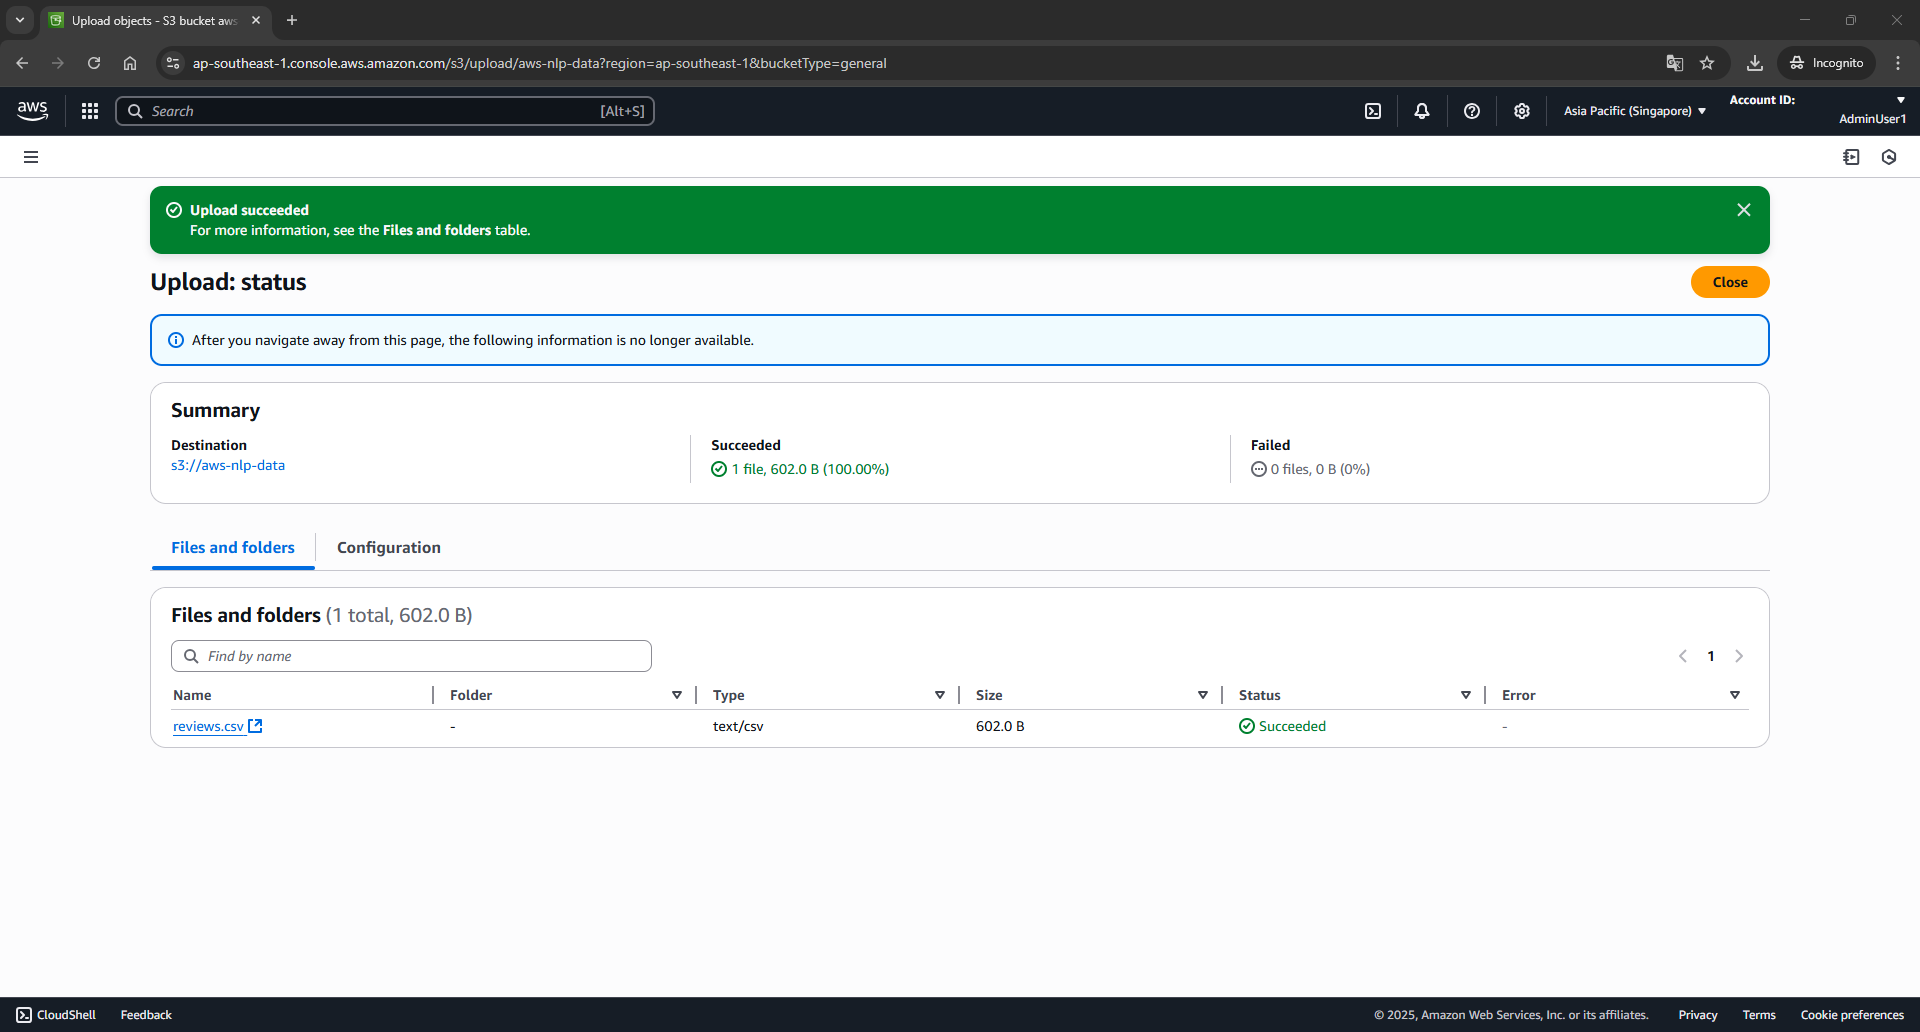 Upload objects - S3 bucket aws
ap-southeast-1.console.aws.amazon.com/s3/upload/aws-nlp-data?region=ap-southeast-1&bucketType=general
Incognito
aws
Search
[Alt+S]
Asia Pacific (Singapore)
Account ID:
AdminUser1
Upload succeeded
For more information, see the Files and folders table.
Upload: status
Close
After you navigate away from this page, the following information is no longer available.
Summary
Destination
s3://aws-nlp-data
Succeeded
1 file, 602.0 B (100.00%)
Failed
0 files, 0 B (0%)
Files and folders
Configuration
Files and folders (1 total, 602.0 B)
Find by name
1
Name Folder Type Size Status Error
reviews.csv - text/csv 602.0 B Succeeded -
CloudShell
Feedback
© 2025, Amazon Web Services, Inc. or its affiliates.
Privacy
Terms
Cookie preferences